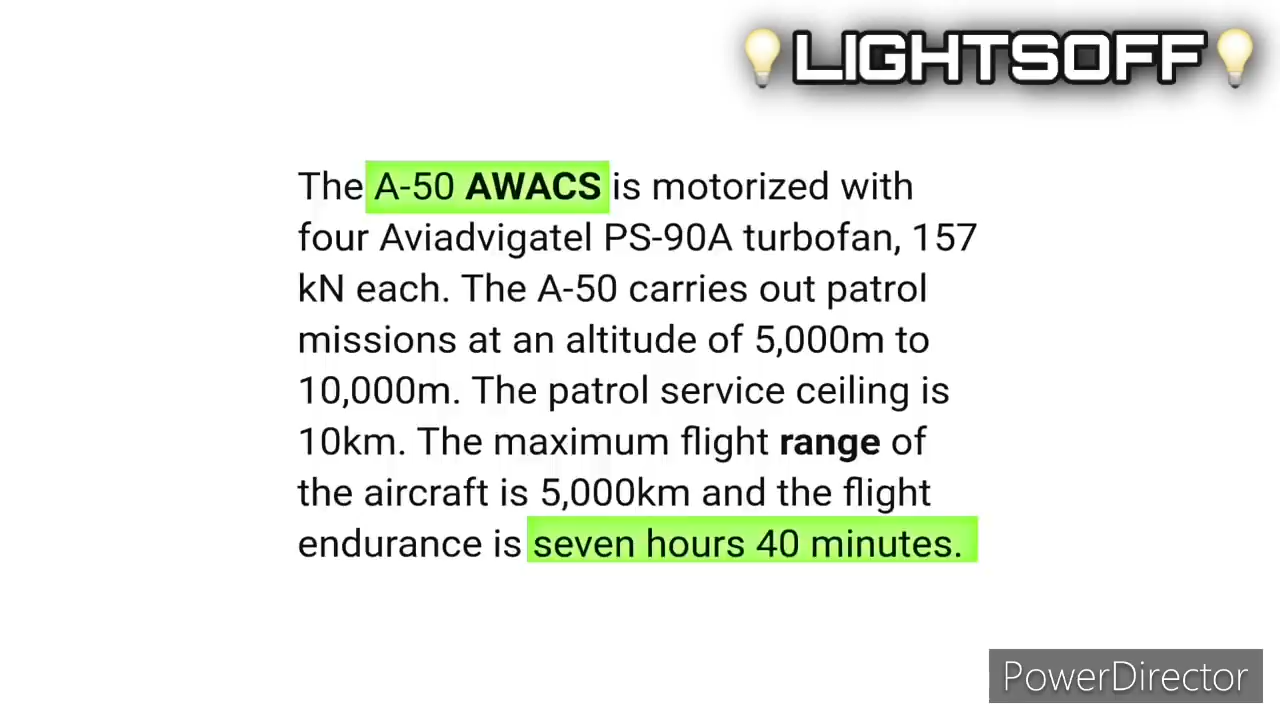 LIGHTSOFF
The A-50 AWACS is motorized with
four Aviadvigatel PS-90A turbofan, 157
kN each. The A-50 carries out patrol
missions at an altitude of 5,000m to
10,000m. The patrol service ceiling is
10km. The maximum flight range of
the aircraft is 5,000km and the flight
endurance is seven hours 40 minutes.
PowerDirector